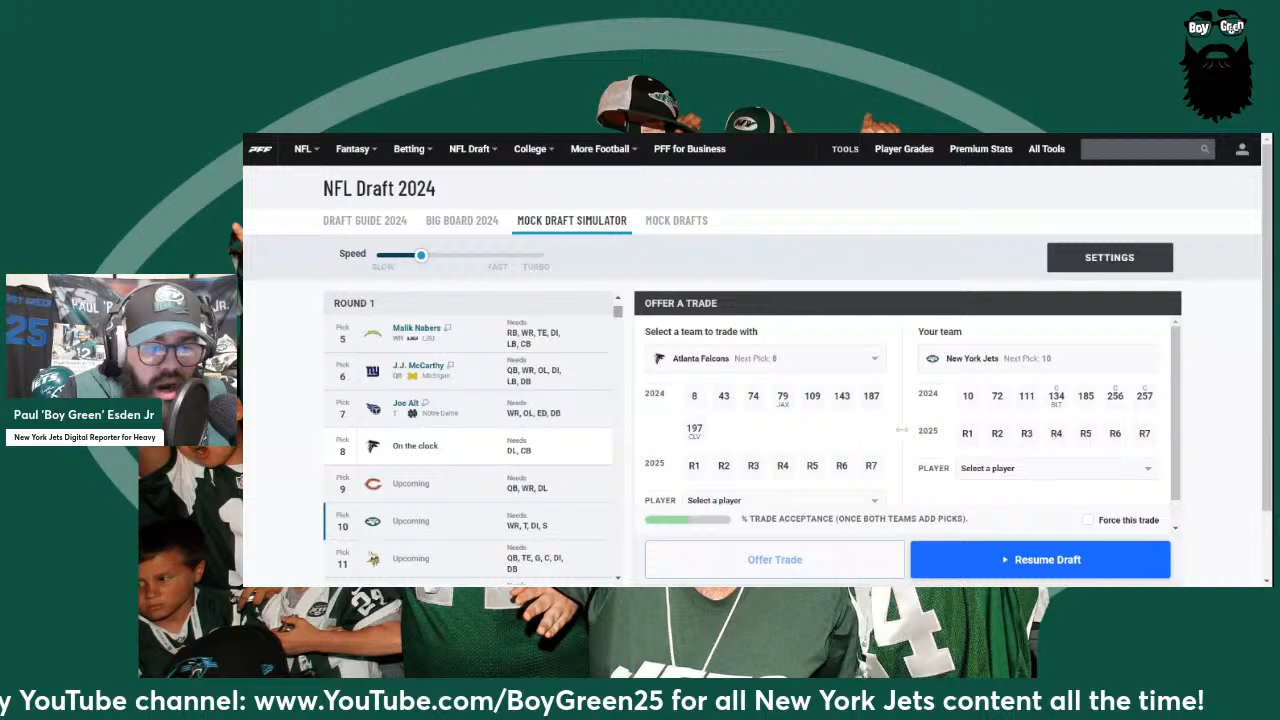 Boy Green
PFF NFL Fantasy Betting NFL Draft College More Football PFF for Business TOOLS Player Grades Premium Stats All Tools
NFL Draft 2024
DRAFT GUIDE 2024 BIG BOARD 2024 MOCK DRAFT SIMULATOR MOCK DRAFTS
Speed
SLOW FAST TURBO
SETTINGS
ROUND 1
Pick 5
Malik Nabers
WR LSU LSU
Needs
RB, WR, TE, DI,
LB, CB
Pick 6
J.J. McCarthy
QB Michigan
Needs
QB, WR, OL, DI,
LB, DB
Pick 7
Joe Alt
T Notre Dame
Needs
WR, OL, ED, DB
Pick 8
On the clock
Needs
DL, CB
Pick 9
Upcoming
Needs
QB, WR, DL
Pick 10
Upcoming
Needs
WR, T, DI, S
Pick 11
Upcoming
Needs
QB, TE, G, C, DI,
DB
OFFER A TRADE
Select a team to trade with
Atlanta Falcons Next Pick: 8
2024 8 43 74 79 109 143 187
JAX
197
CLV
2025 R1 R2 R3 R4 R5 R6 R7
PLAYER Select a player
Your team
New York Jets Next Pick: 10
C C C
2024 10 72 111 134 185 256 257
BLT
2025 R1 R2 R3 R4 R5 R6 R7
PLAYER Select a player
% TRADE ACCEPTANCE (ONCE BOTH TEAMS ADD PICKS).
Force this trade
Offer Trade
Resume Draft
25
PAUL
JR.
12
JETS
Paul 'Boy Green' Esden Jr
New York Jets Digital Reporter for Heavy
NY
4
y YouTube channel: www.YouTube.com/BoyGreen25 for all New York Jets content all the time!